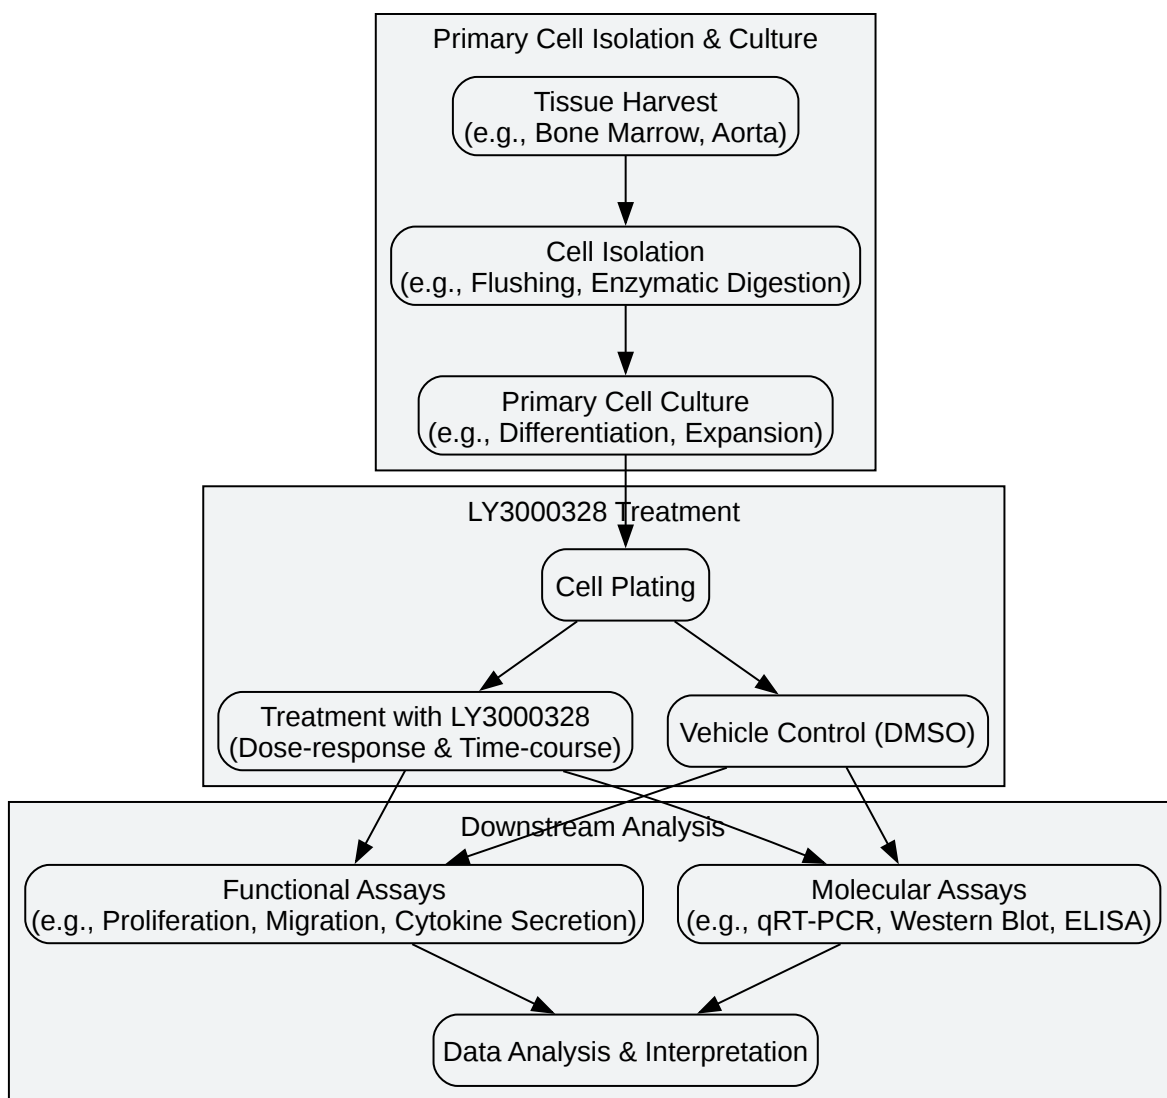 Primary Cell Isolation & Culture
Tissue Harvest
(e.g., Bone Marrow, Aorta)
Cell Isolation
(e.g., Flushing, Enzymatic Digestion)
Primary Cell Culture
(e.g., Differentiation, Expansion)
LY3000328 Treatment
Cell Plating
Treatment with LY3000328
(Dose-response & Time-course)
Vehicle Control (DMSO)
Downstream Analysis
Functional Assays
(e.g., Proliferation, Migration, Cytokine Secretion)
Molecular Assays
(e.g., qRT-PCR, Western Blot, ELISA)
Data Analysis & Interpretation